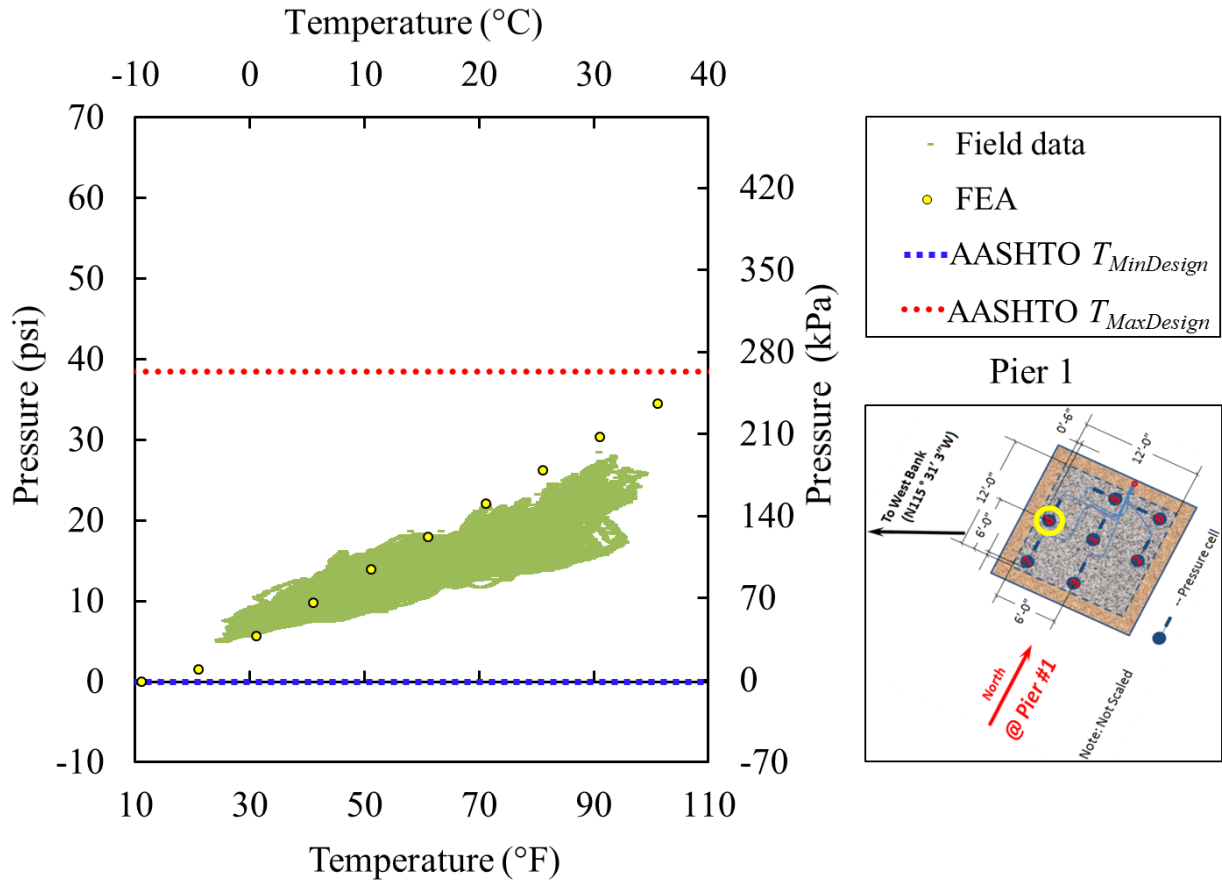 Temperature (°C)
-10 0 10 20 30 40
Pressure (psi)
70
60
50
40
30
20
10
0
-10
420
350
280
210
140
70
0
-70
Pressure (kPa)
10 30 50 70 90 110
Temperature (°F)
Field data
FEA
AASHTO TMinDesign
AASHTO TMaxDesign
Pier 1
To West Bank
(N115 ° 31' 3"W)
0'-6"
12'-0"
12'-0"
6'-0"
6'-0"
-- Pressure cell
North
@ Pier #1
Note: Not Scaled